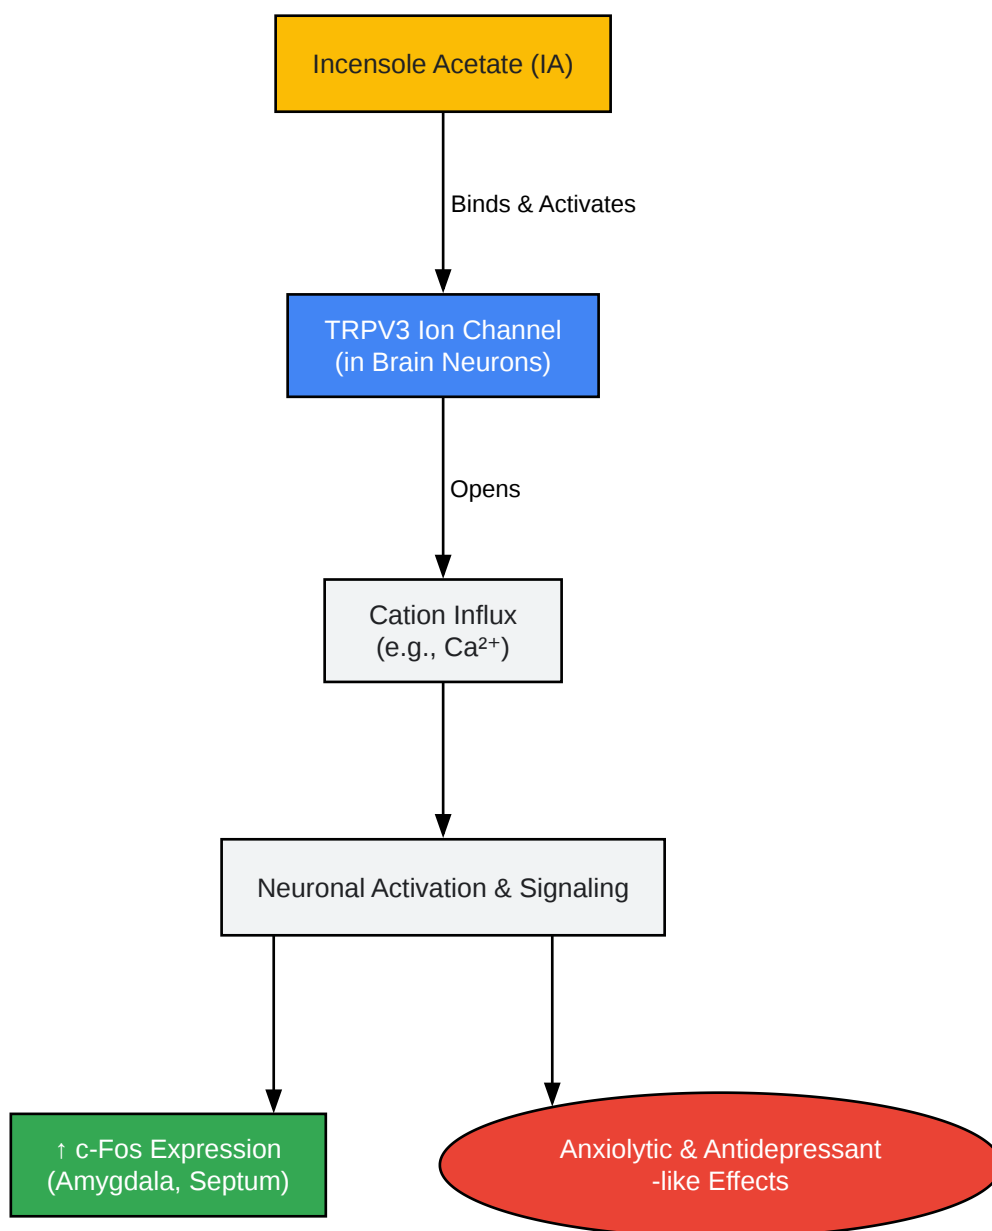 Incensole Acetate (IA)
Binds & Activates
TRPV3 Ion Channel
(in Brain Neurons)
Opens
Cation Influx
(e.g., Ca²⁺)
Neuronal Activation & Signaling
↑ c-Fos Expression
(Amygdala, Septum)
Anxiolytic & Antidepressant
-like Effects